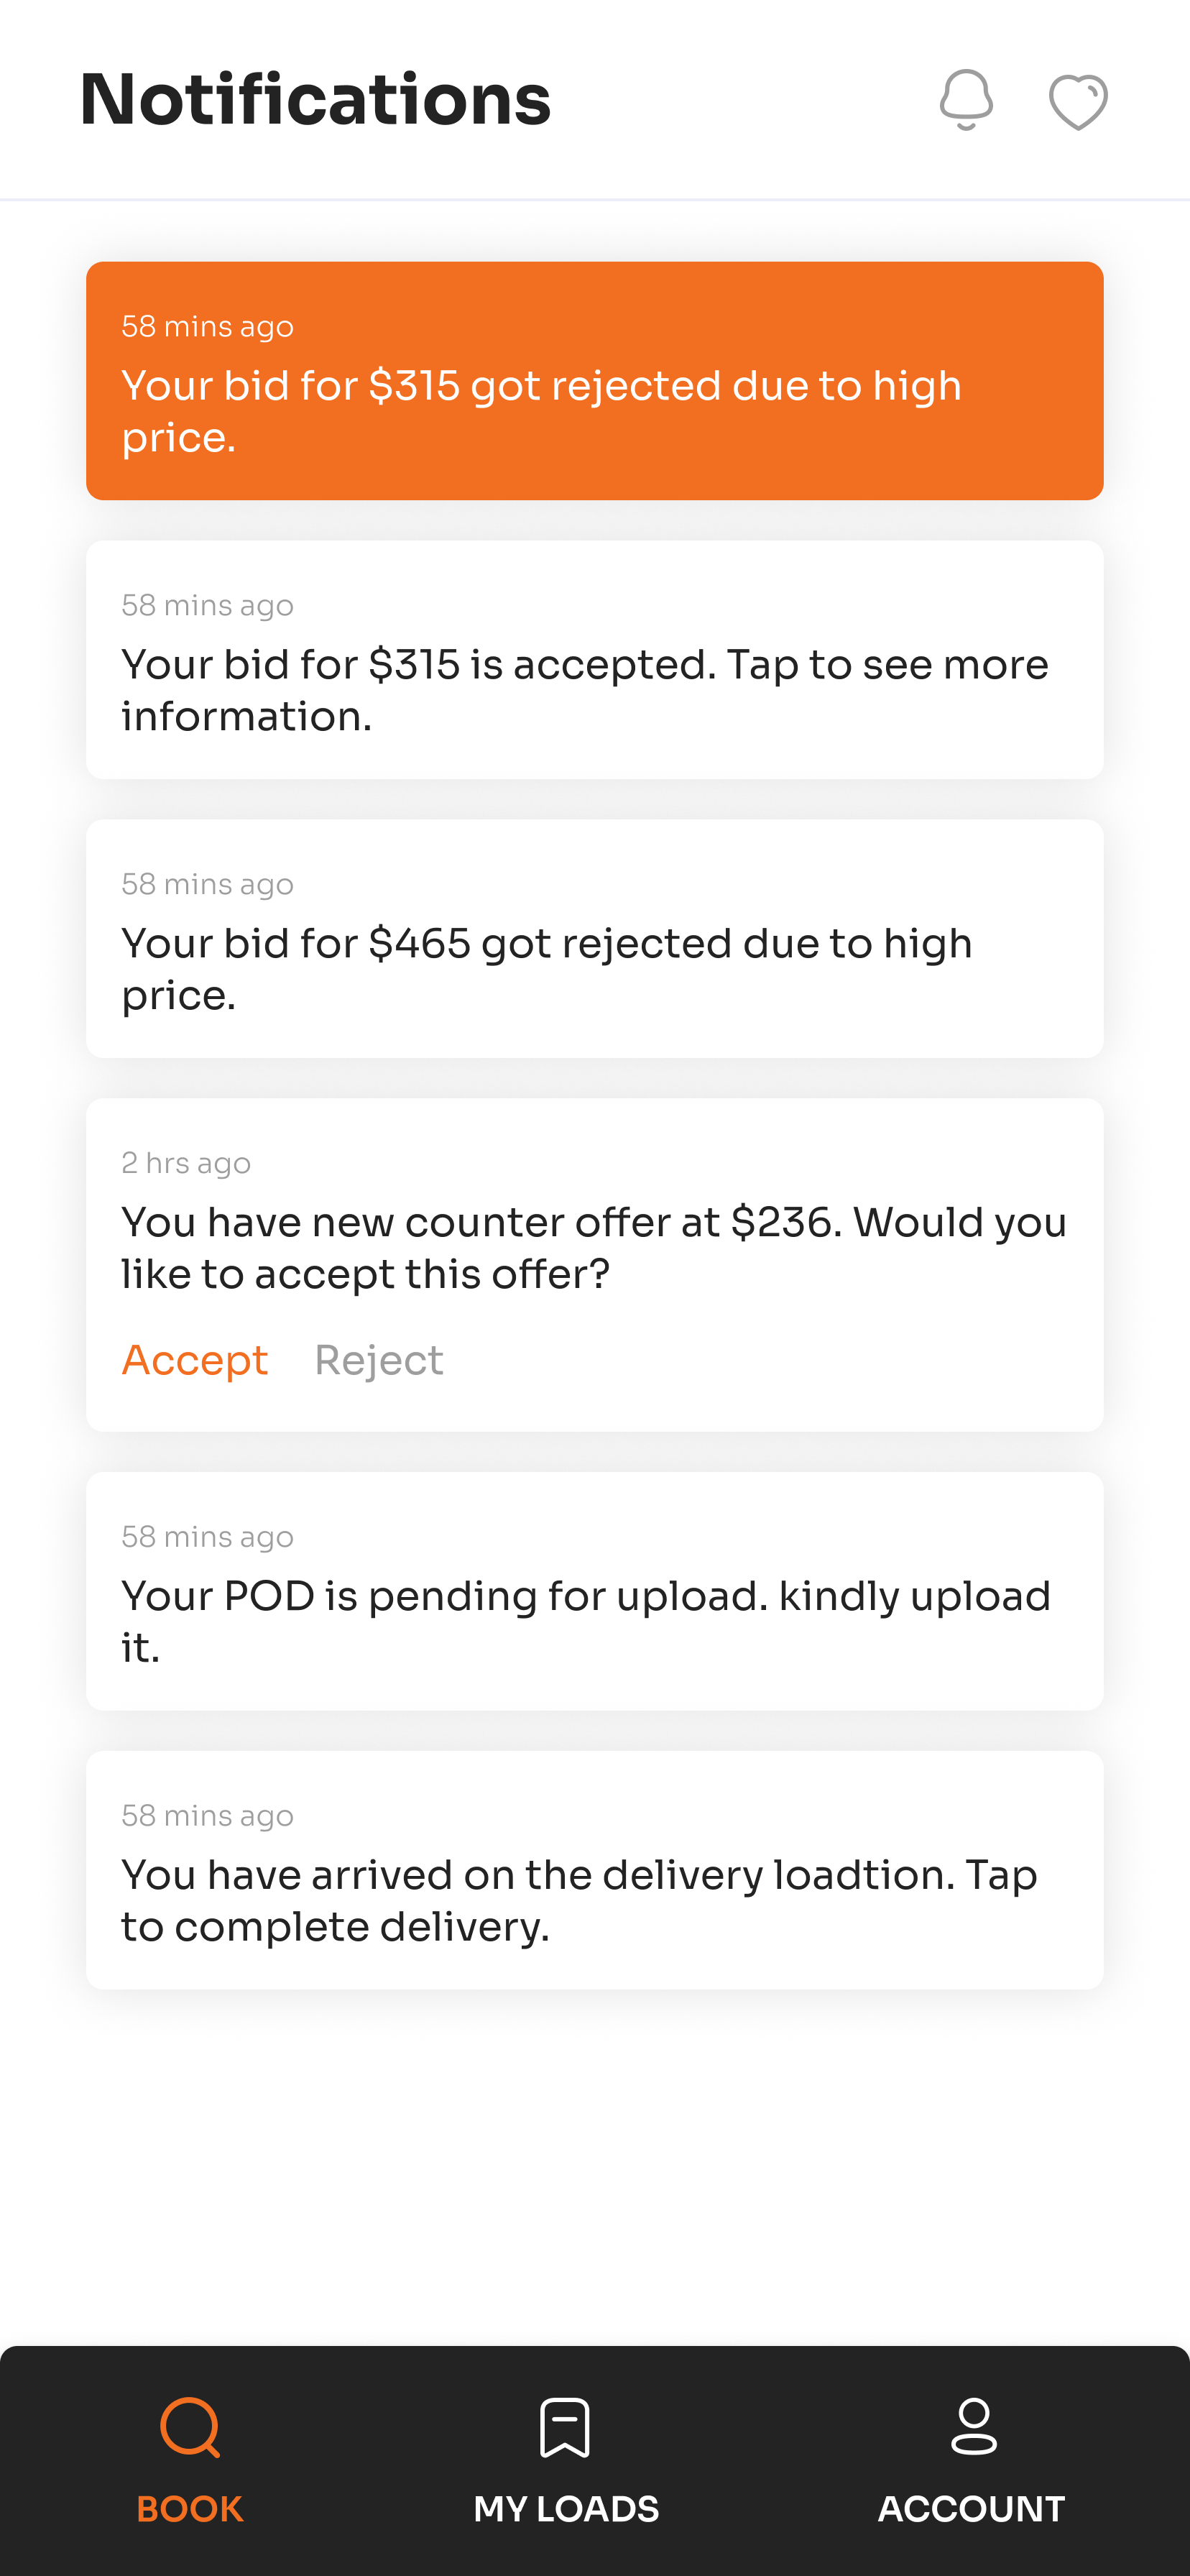 Notifications
58 mins ago
Your bid for $315 got rejected due to high
price.
58 mins ago
Your bid for $315 is accepted. Tap to see more
information.
58 mins ago
Your bid for $465 got rejected due to high
price.
2 hrs ago
You have new counter offer at $236. Would you
like to accept this offer?
Accept Reject
58 mins ago
Your POD is pending for upload. kindly upload
it.
58 mins ago
You have arrived on the delivery loadtion. Tap
to complete delivery.
BOOK MY LOADS ACCOUNT